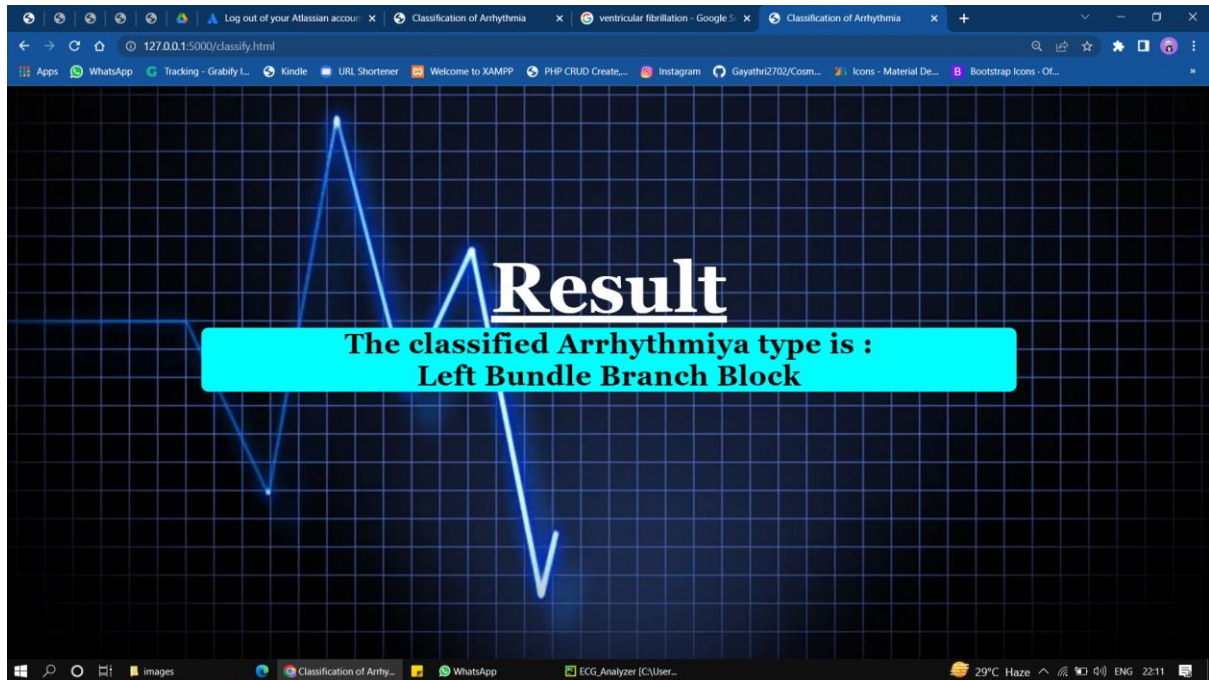 Log out of your Atlassian accoun
Classification of Arrhythmia
ventricular fibrillation - Google S
Classification of Arrhythmia
127.0.0.1:5000/classify.html
Apps
WhatsApp
Tracking - Grabify I...
Kindle
URL Shortener
Welcome to XAMPP
PHP CRUD Create,...
Instagram
Gayathri2702/Cosm...
Icons - Material De...
Bootstrap Icons · Of...
Result
The classified Arrhythmiya type is :
Left Bundle Branch Block
images
Classification of Arrhy...
WhatsApp
ECG_Analyzer [C:\User...
29°C Haze
ENG
22:11